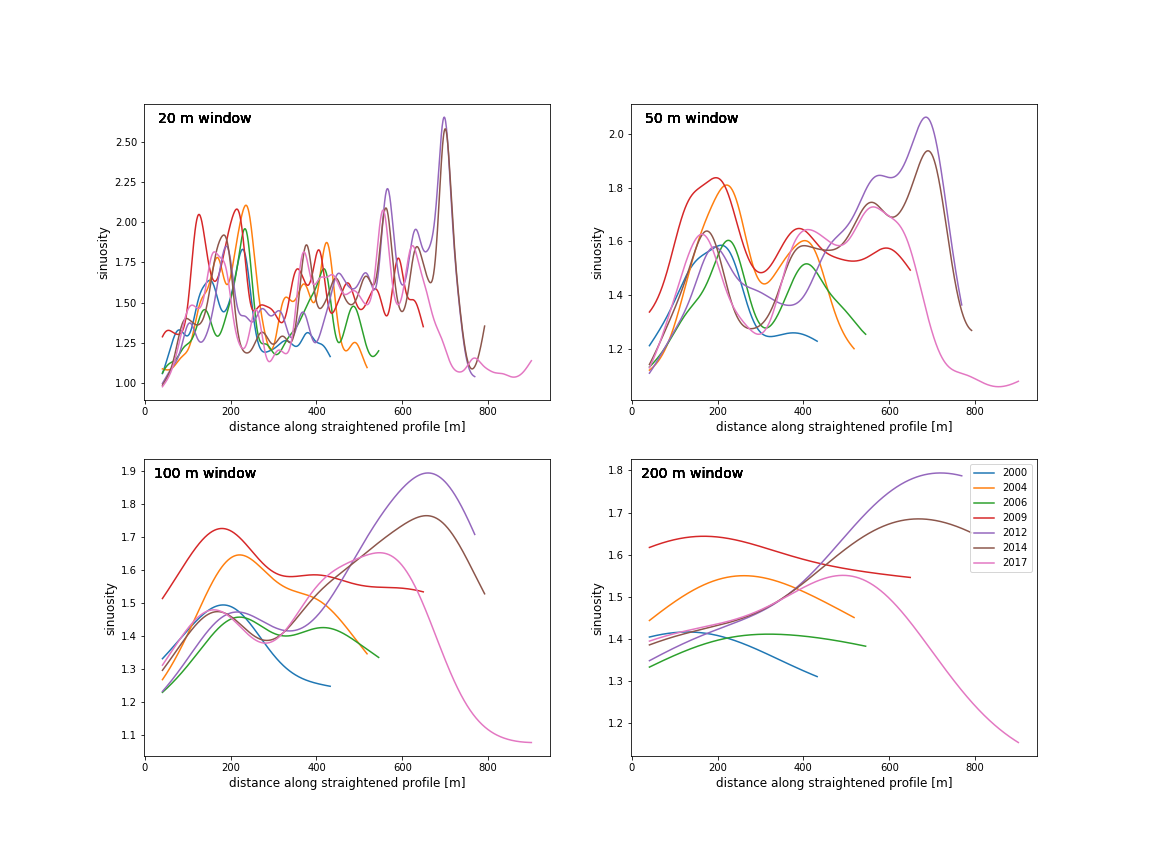 20 m window
2.50
2.25
2.00
1.75
1.50
1.25
1.00
sinuosity
0 200 400 600 800
distance along straightened profile [m]
50 m window
2.0
1.8
1.6
1.4
1.2
sinuosity
0 200 400 600 800
distance along straightened profile [m]
100 m window
1.9
1.8
1.7
1.6
1.5
1.4
1.3
1.2
1.1
sinuosity
0 200 400 600 800
distance along straightened profile [m]
200 m window
1.8
1.7
1.6
1.5
1.4
1.3
1.2
sinuosity
0 200 400 600 800
distance along straightened profile [m]
2000
2004
2006
2009
2012
2014
2017